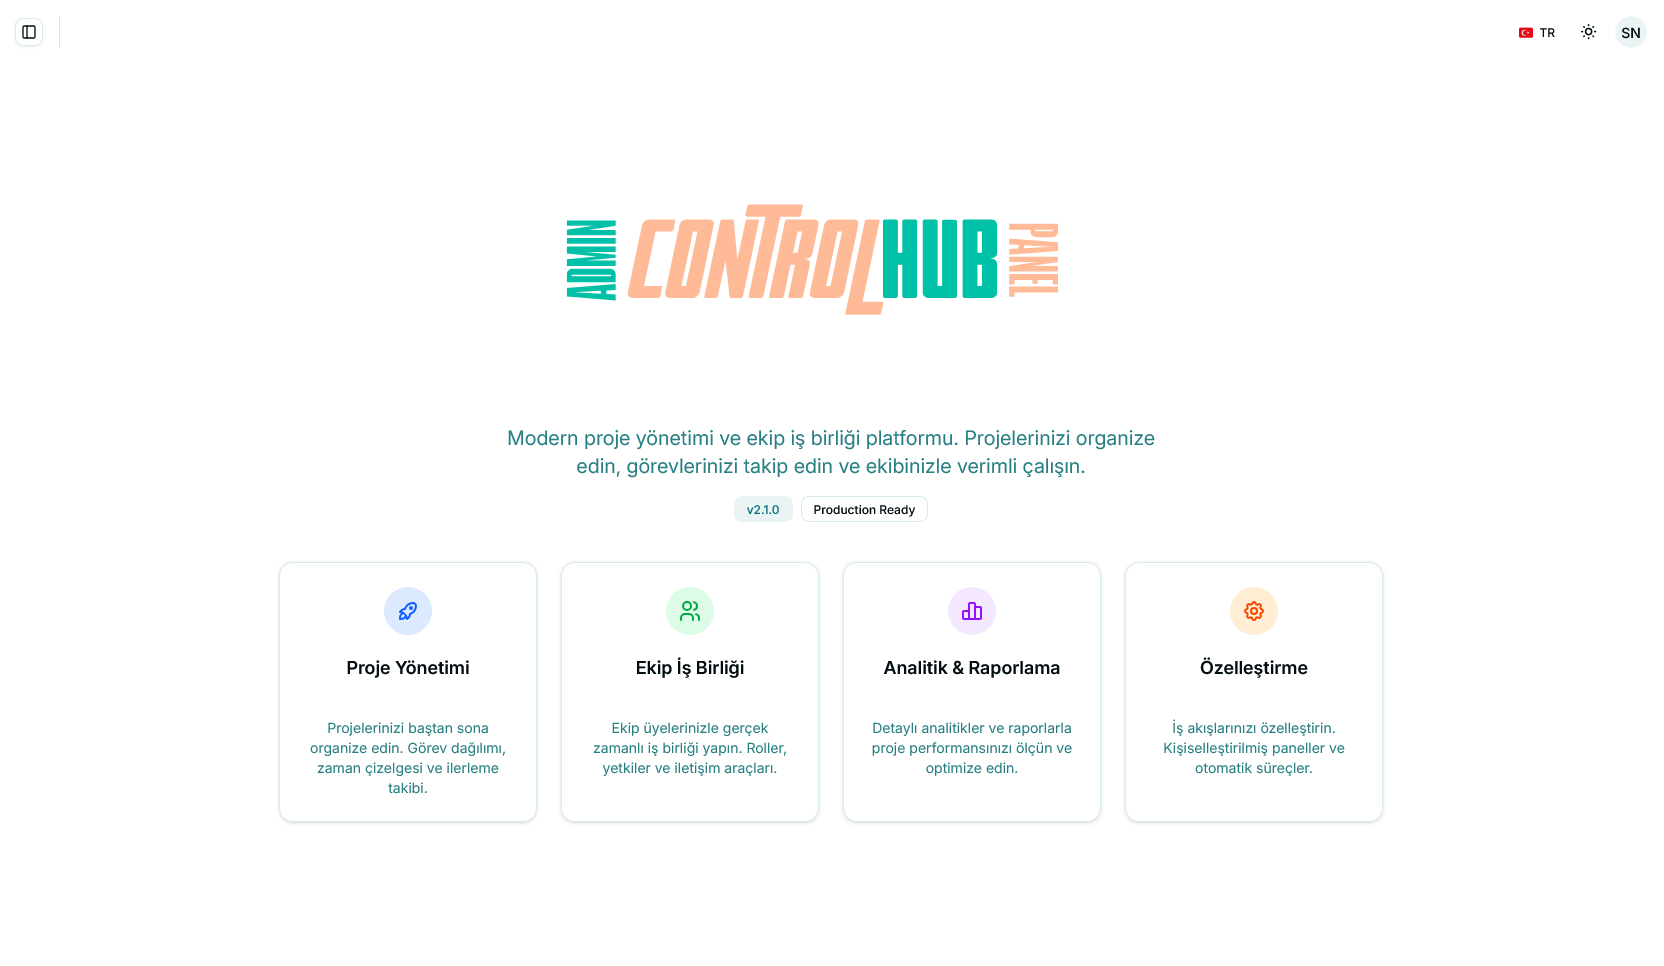 TR
SN
ADMIN
CONTROLHUB
PANEL
Modern proje yönetimi ve ekip iş birliği platformu. Projelerinizi organize
edin, görevlerinizi takip edin ve ekibinizle verimli çalışın.
v2.1.0
Production Ready
Proje Yönetimi
Projelerinizi baştan sona
organize edin. Görev dağılımı,
zaman çizelgesi ve ilerleme
takibi.
Ekip İş Birliği
Ekip üyelerinizle gerçek
zamanlı iş birliği yapın. Roller,
yetkiler ve iletişim araçları.
Analitik & Raporlama
Detaylı analitikler ve raporlarla
proje performansınızı ölçün ve
optimize edin.
Özelleştirme
İş akışlarınızı özelleştirin.
Kişiselleştirilmiş paneller ve
otomatik süreçler.